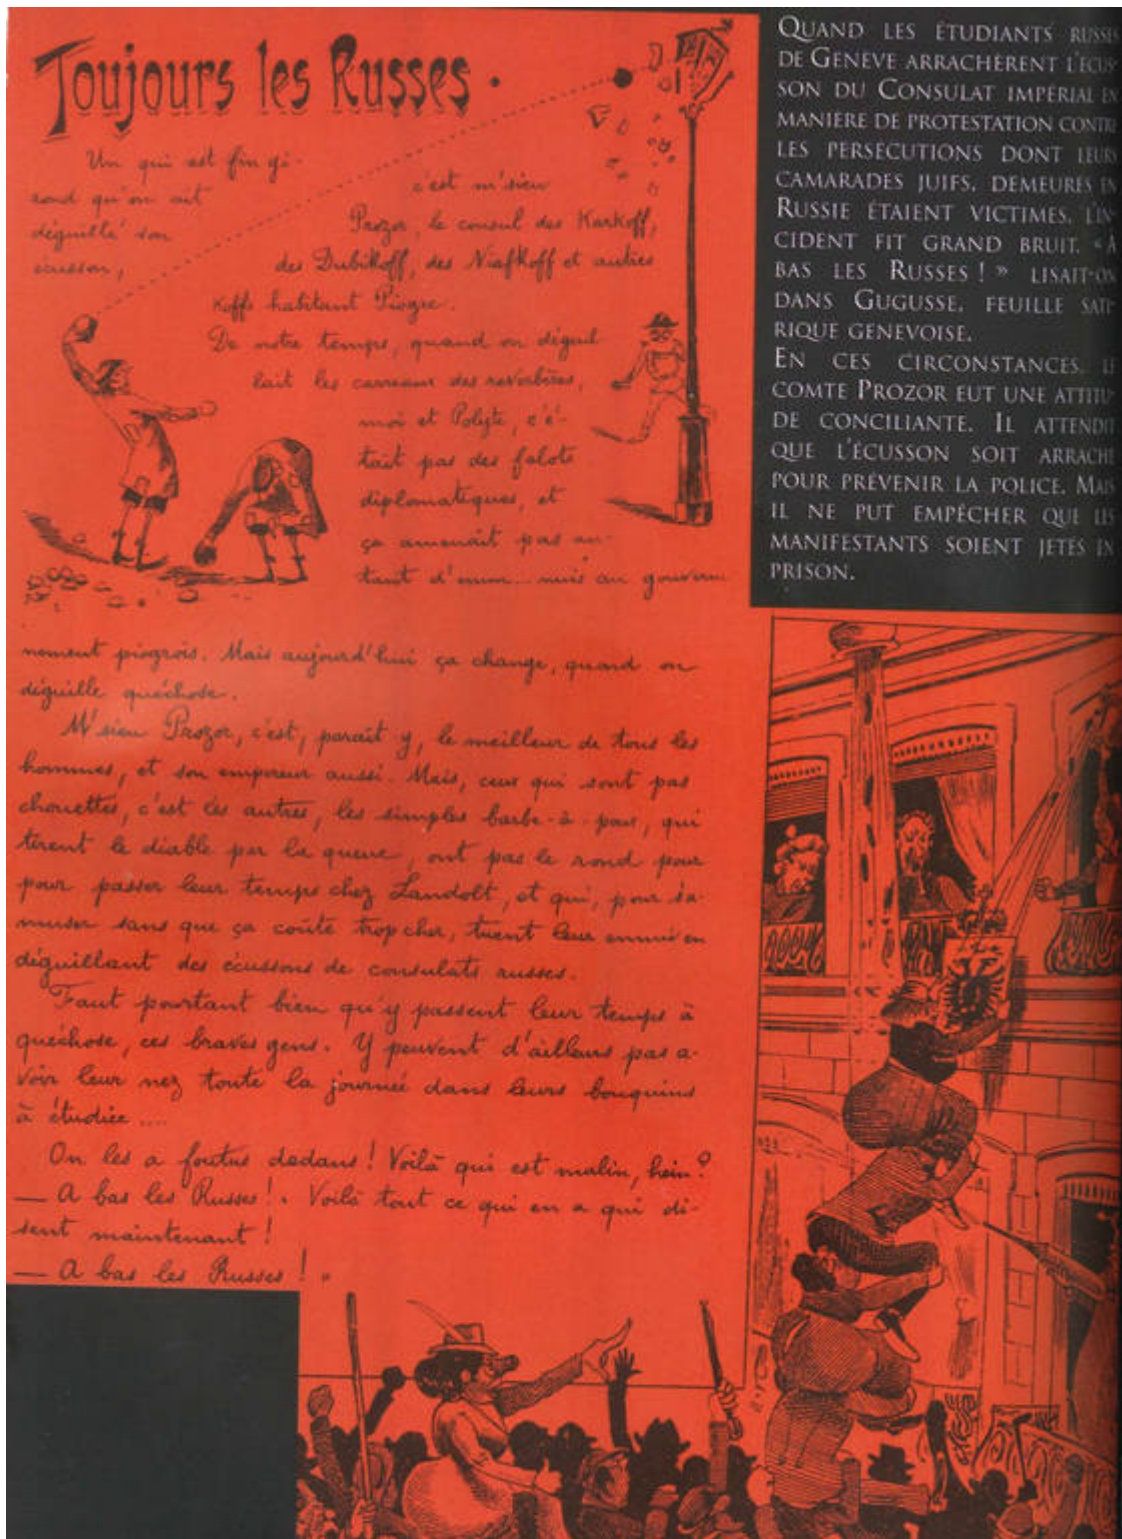 Toujours les Russes.
Un qui est fin gi-
rond qu'on ait
déguillé son
écusson,
c'est m'sieu
Prozor, le consul des Karkoff,
des Dubikoff, des Niafkoff et autres
koffs habitant Piogre.
De notre temps, quand on déguil
lait les carreaux des réverbères,
moi et Polyte, c'é-
tait pas des falots
diplomatiques, et
ça amenait pas au-
tant d'ennui au gouverne
nement piogrois. Mais aujourd'hui ça change, quand on
déguille quéchose.
M'sieu Prozor, c'est, paraît y, le meilleur de tous les
hommes, et son empereur aussi. Mais, ceux qui sont pas
chouettes, c'est les autres, les simples barbe-à-poux, qui
tirent le diable par la queue, ont pas le rond pour
pour passer leur temps chez Landolt, et qui, pour s'a-
muser sans que ça coûte trop cher, tuent leur ennui en
déguillant des écussons de consulats russes.
Faut pourtant bien qu'y passent leur temps à
quéchose, ces braves gens. Y peuvent d'ailleurs pas a-
voir leur nez toute la journée dans leurs bouquins
à étudier....
On les a foutus dedans! Voilà qui est malin, hein?
— A bas les Russes! . Voilà tout ce qui en a qui di-
sent maintenant!
— A bas les Russes! »
QUAND LES ÉTUDIANTS RUSSES
DE GENÈVE ARRACHÈRENT L'ÉCUS-
SON DU CONSULAT IMPÉRIAL EN
MANIÈRE DE PROTESTATION CONTRE
LES PERSÉCUTIONS DONT LEURS
CAMARADES JUIFS, DEMEURÉS EN
RUSSIE ÉTAIENT VICTIMES, L'IN-
CIDENT FIT GRAND BRUIT. « À
BAS LES RUSSES ! » LISAIT-ON
DANS GUGUSSE, FEUILLE SATI-
RIQUE GENEVOISE.
EN CES CIRCONSTANCES, LE
COMTE PROZOR EUT UNE ATTITU-
DE CONCILIANTE. IL ATTENDIT
QUE L'ÉCUSSON SOIT ARRACHÉ
POUR PRÉVENIR LA POLICE. MAIS
IL NE PUT EMPÊCHER QUE LES
MANIFESTANTS SOIENT JETÉS EN
PRISON.